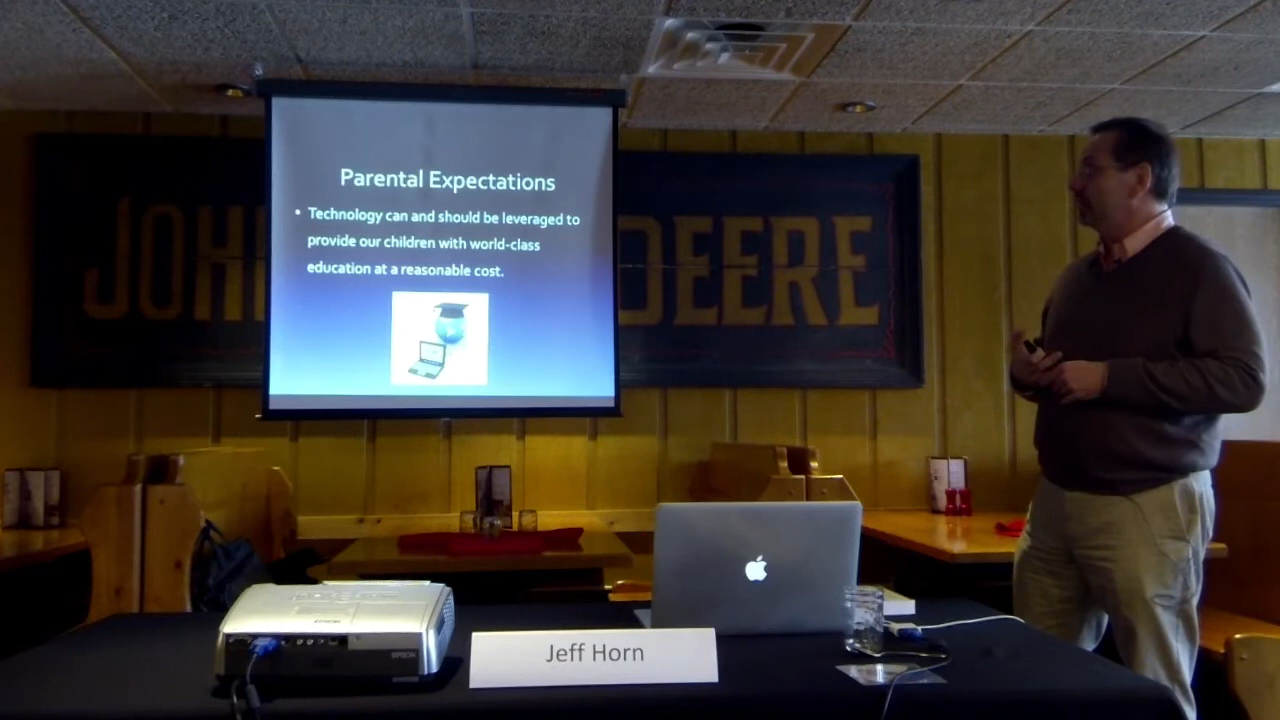 Parental Expectations
• Technology can and should be leveraged to
provide our children with world-class
education at a reasonable cost.
JOH DEERE
EPSON
Jeff Horn